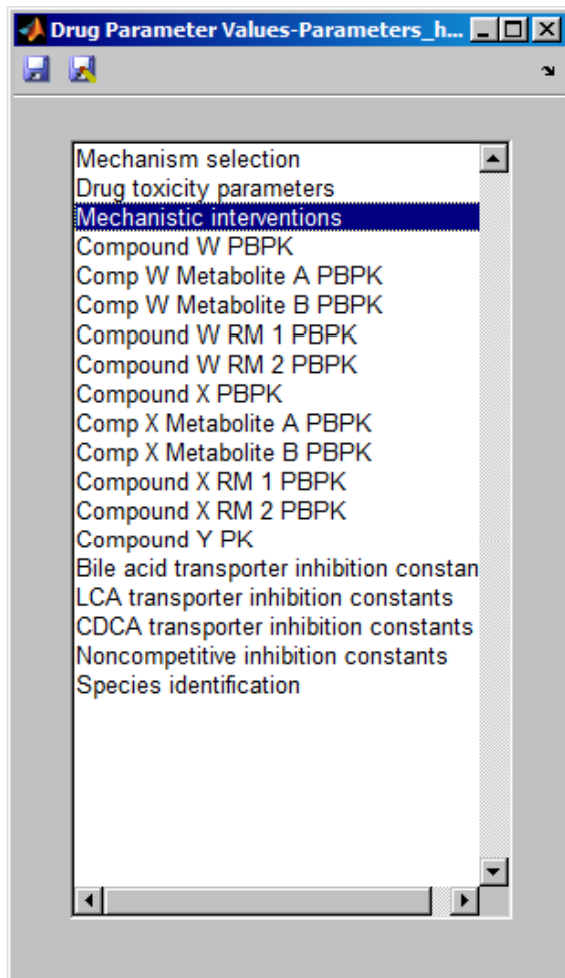 Drug Parameter Values-Parameters_h...
Mechanism selection
Drug toxicity parameters
Mechanistic interventions
Compound W PBPK
Comp W Metabolite A PBPK
Comp W Metabolite B PBPK
Compound W RM 1 PBPK
Compound W RM 2 PBPK
Compound X PBPK
Comp X Metabolite A PBPK
Comp X Metabolite B PBPK
Compound X RM 1 PBPK
Compound X RM 2 PBPK
Compound Y PK
Bile acid transporter inhibition constan
LCA transporter inhibition constants
CDCA transporter inhibition constants
Noncompetitive inhibition constants
Species identification